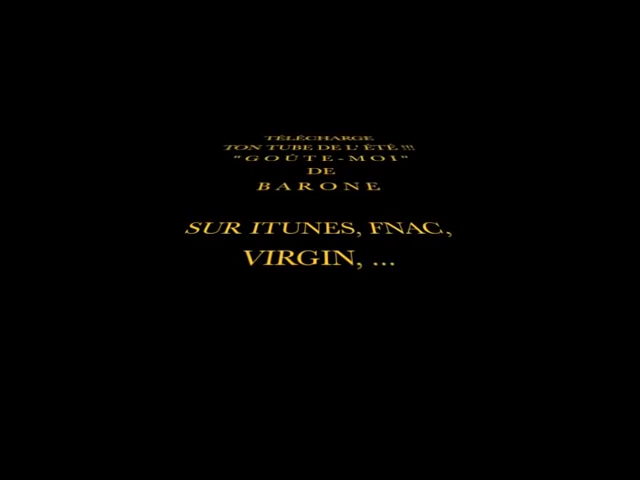 TÉLÉCHARGE
TON TUBE DE L' ÉTÉ !!!
"GOÛTE-MOI"
DE
BARONE
SUR ITUNES, FNAC,
VIRGIN, ...